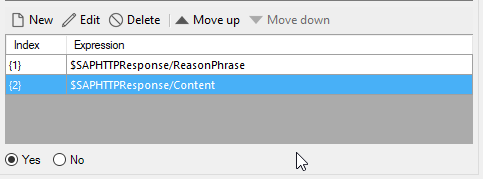 New Edit Delete Move up Move down
Index Expression
{1} $SAPHTTPResponse/ReasonPhrase
{2} $SAPHTTPResponse/Content
Yes No